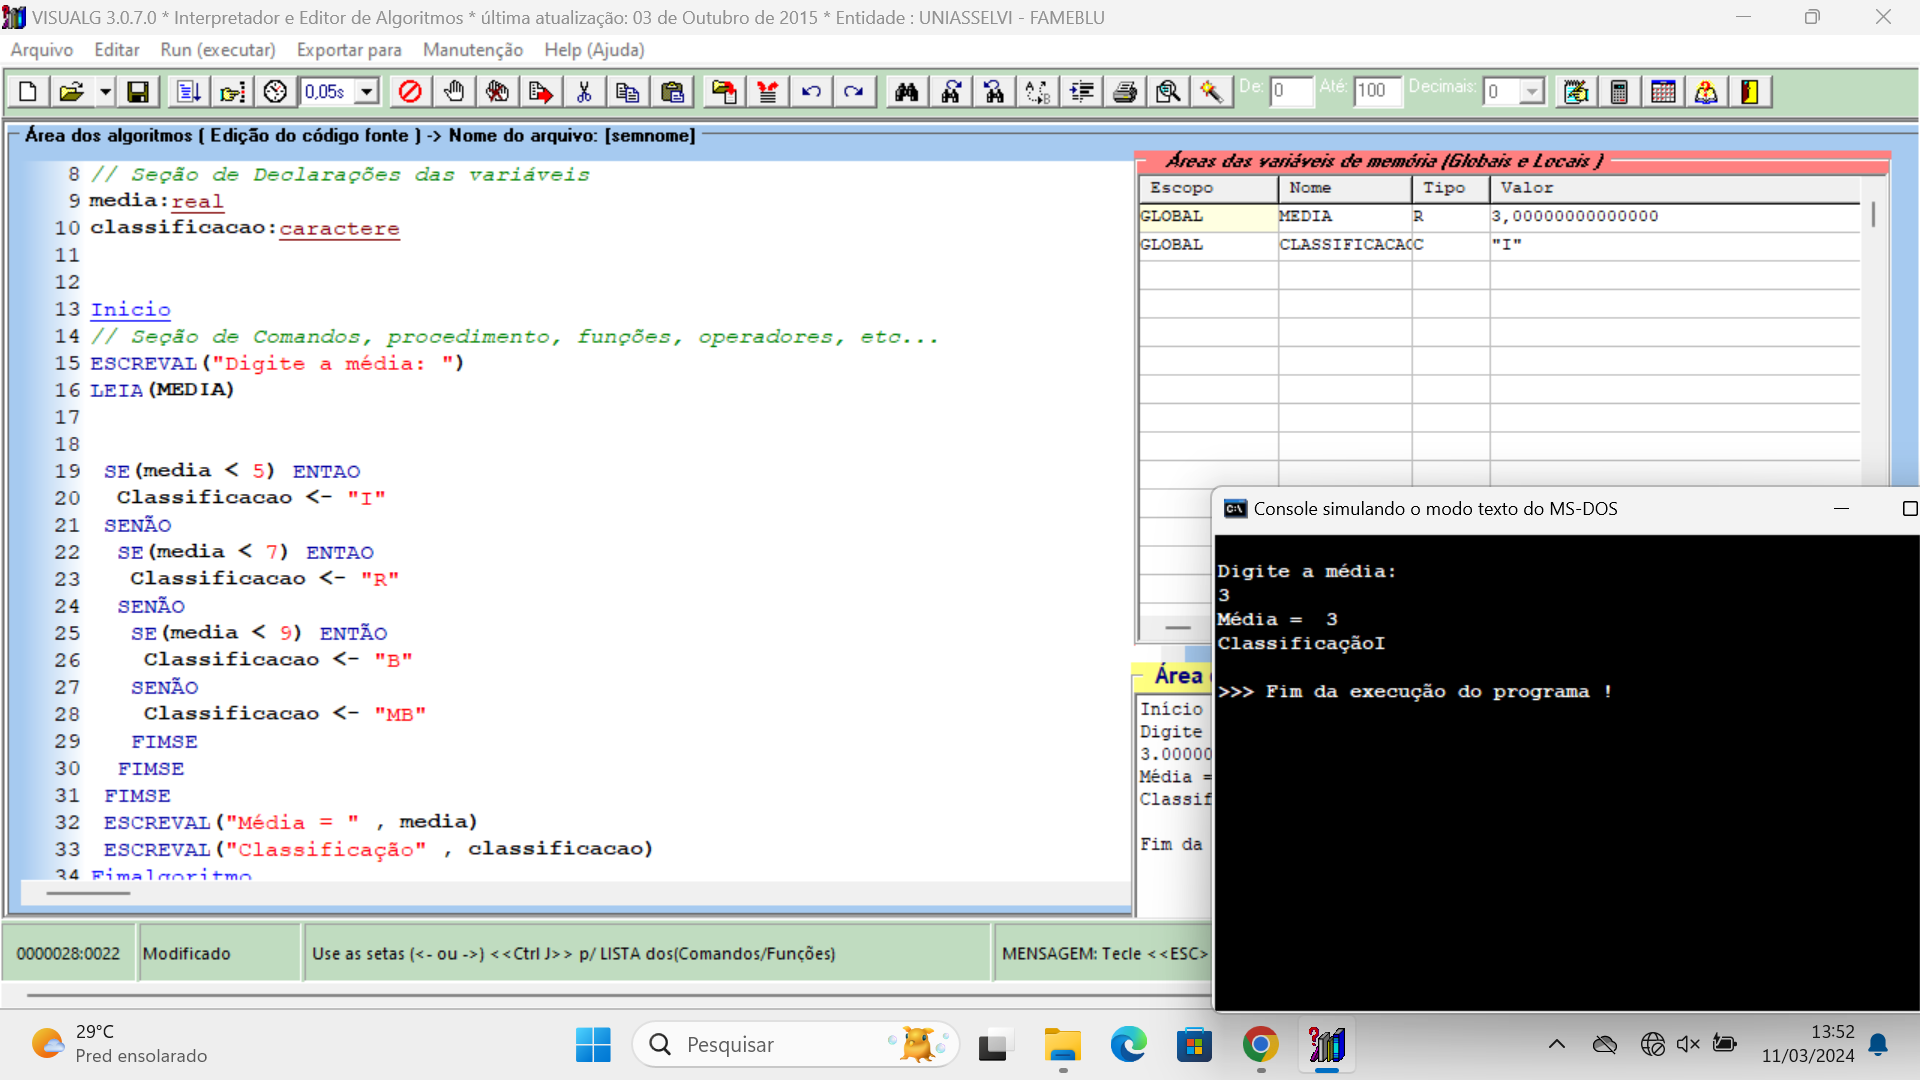 VISUALG 3.0.7.0 * Interpretador e Editor de Algoritmos * última atualização: 03 de Outubro de 2015 * Entidade : UNIASSELVI - FAMEBLU
Arquivo Editar Run (executar) Exportar para Manutenção Help (Ajuda)
0,05s De: 0 Até: 100 Decimais: 0
Área dos algoritmos ( Edição do código fonte ) -> Nome do arquivo: [semnome]
8 // Seção de Declarações das variáveis
9 media:real
10 classificacao:caractere
11
12
13 Inicio
14 // Seção de Comandos, procedimento, funções, operadores, etc...
15 ESCREVAL("Digite a média: ")
16 LEIA(MEDIA)
17
18
19 SE(media < 5) ENTAO
20 Classificacao <- "I"
21 SENÃO
22 SE(media < 7) ENTAO
23 Classificacao <- "R"
24 SENÃO
25 SE(media < 9) ENTÃO
26 Classificacao <- "B"
27 SENÃO
28 Classificacao <- "MB"
29 FIMSE
30 FIMSE
31 FIMSE
32 ESCREVAL("Média = " , media)
33 ESCREVAL("Classificação" , classificacao)
34 Fimalgoritmo
Áreas das variáveis de memória (Globais e Locais )
Escopo Nome Tipo Valor
GLOBAL MEDIA R 3,00000000000000
GLOBAL CLASSIFICACAO C "I"
Console simulando o modo texto do MS-DOS
Digite a média:
3
Média = 3
ClassificaçãoI
>>> Fim da execução do programa !
Área
Início
Digite
3.00000
Média =
Classif
Fim da
0000028:0022 Modificado Use as setas (<- ou ->) <<Ctrl J>> p/ LISTA dos(Comandos/Funções) MENSAGEM: Tecle <<ESC>
29°C
Pred ensolarado
Pesquisar
13:52
11/03/2024